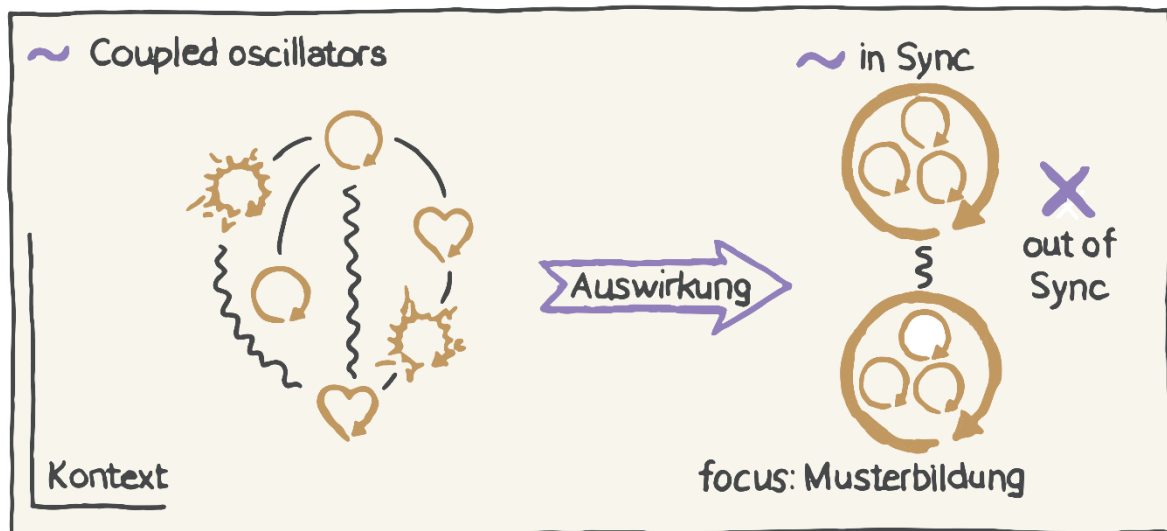 ~ Coupled oscillators
~ in Sync
out of
Sync
Auswirkung
Kontext
focus: Musterbildung